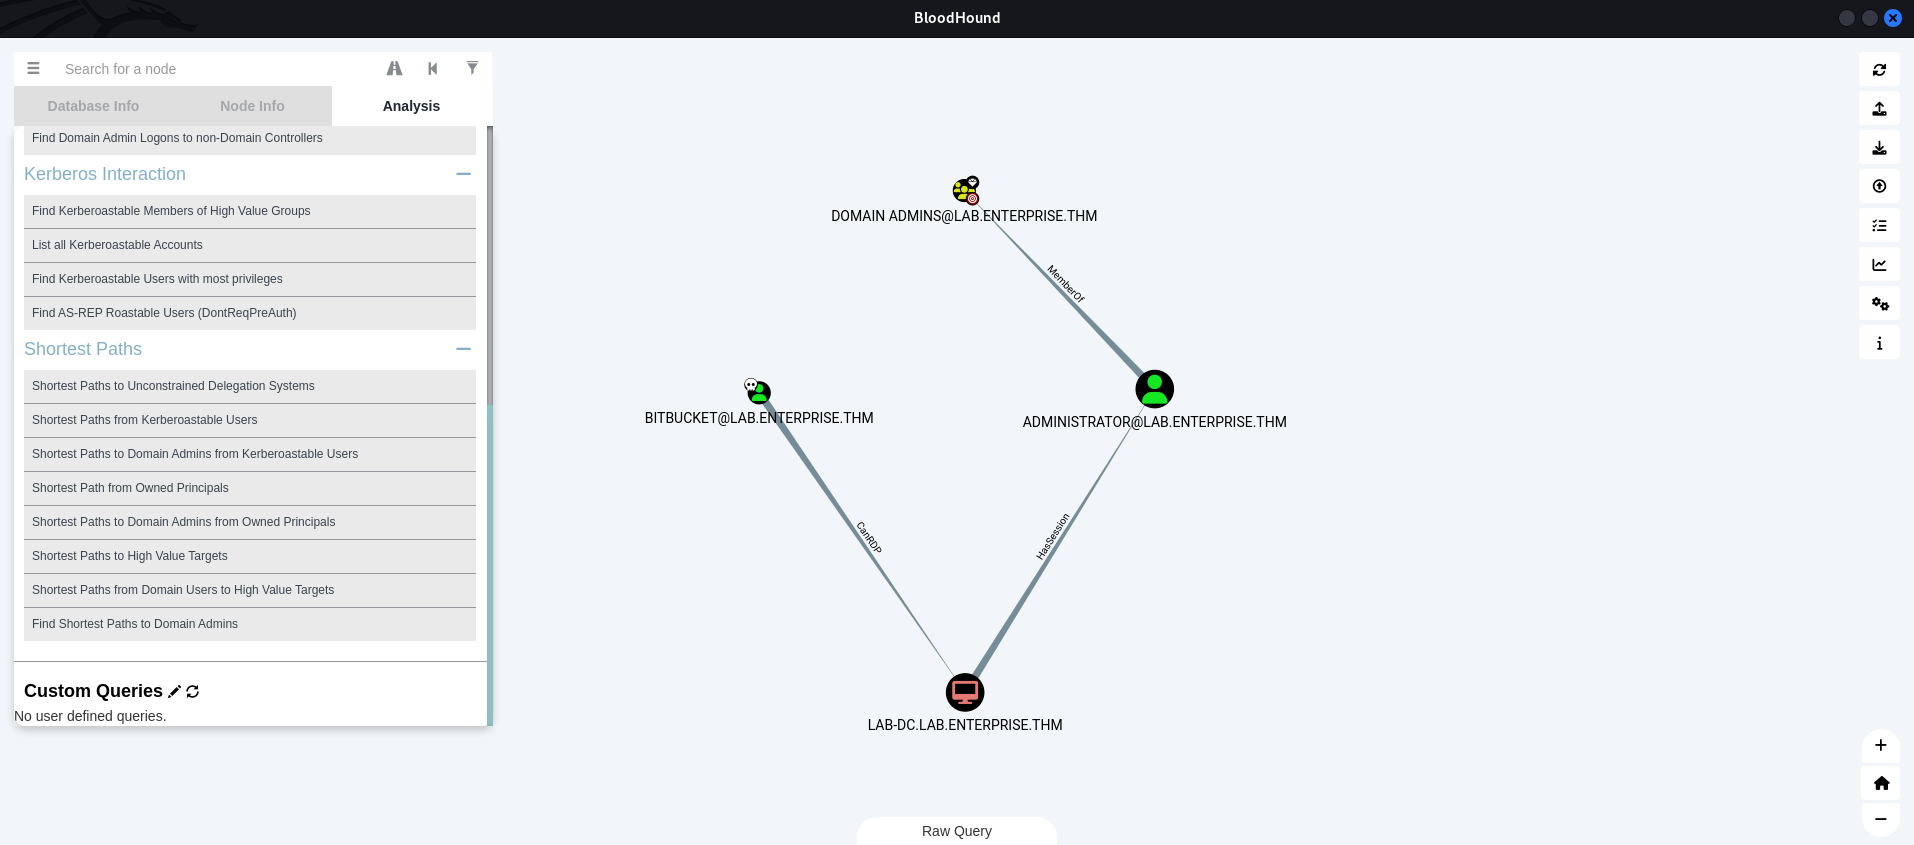 BloodHound
Search for a node
Database Info
Node Info
Analysis
Find Domain Admin Logons to non-Domain Controllers
Kerberos Interaction
Find Kerberoastable Members of High Value Groups
List all Kerberoastable Accounts
Find Kerberoastable Users with most privileges
Find AS-REP Roastable Users (DontReqPreAuth)
Shortest Paths
Shortest Paths to Unconstrained Delegation Systems
Shortest Paths from Kerberoastable Users
Shortest Paths to Domain Admins from Kerberoastable Users
Shortest Path from Owned Principals
Shortest Paths to Domain Admins from Owned Principals
Shortest Paths to High Value Targets
Shortest Paths from Domain Users to High Value Targets
Find Shortest Paths to Domain Admins
Custom Queries
No user defined queries.
DOMAIN ADMINS@LAB.ENTERPRISE.THM
MemberOf
BITBUCKET@LAB.ENTERPRISE.THM
ADMINISTRATOR@LAB.ENTERPRISE.THM
CanRDP
HasSession
LAB-DC.LAB.ENTERPRISE.THM
Raw Query